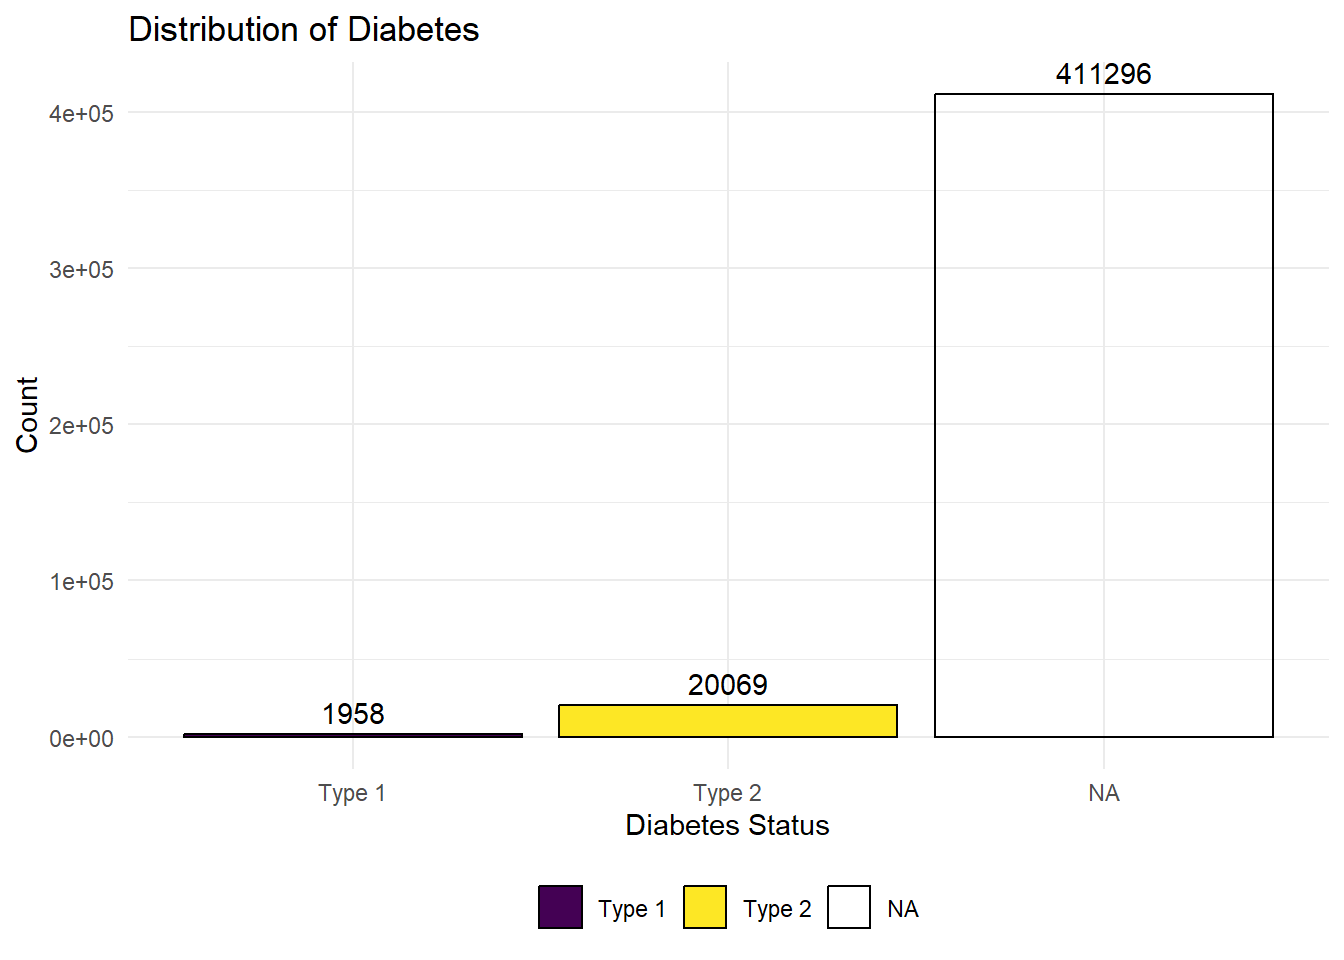 Distribution of Diabetes
411296
4e+05
3e+05
Count
2e+05
1e+05
20069
1958
0e+00
Type 1 Type 2 NA
Diabetes Status
Type 1 Type 2 NA